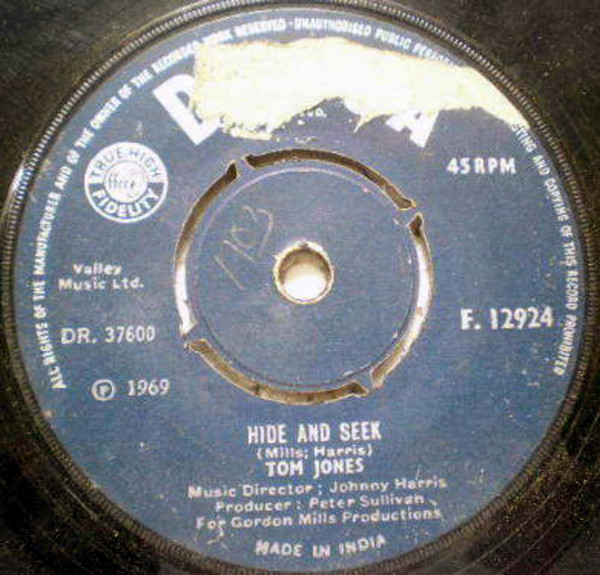 ALL RIGHTS OF THE MANUFACTURER AND OF THE OWNER OF THE RECORDED WORK RESERVED · UNAUTHORISED PUBLIC
AND COPYING OF THIS RECORD PROHIBITED
D
A
45 RPM
TRUE HIGH
ffrr
FIDELITY
Valley
Music Ltd.
DR. 37600
F. 12924
℗ 1969
HIDE AND SEEK
(Mills; Harris)
TOM JONES
Music Director; Johnny Harris
Producer: Peter Sullivan
For Gordon Mills Productions
MADE IN INDIA